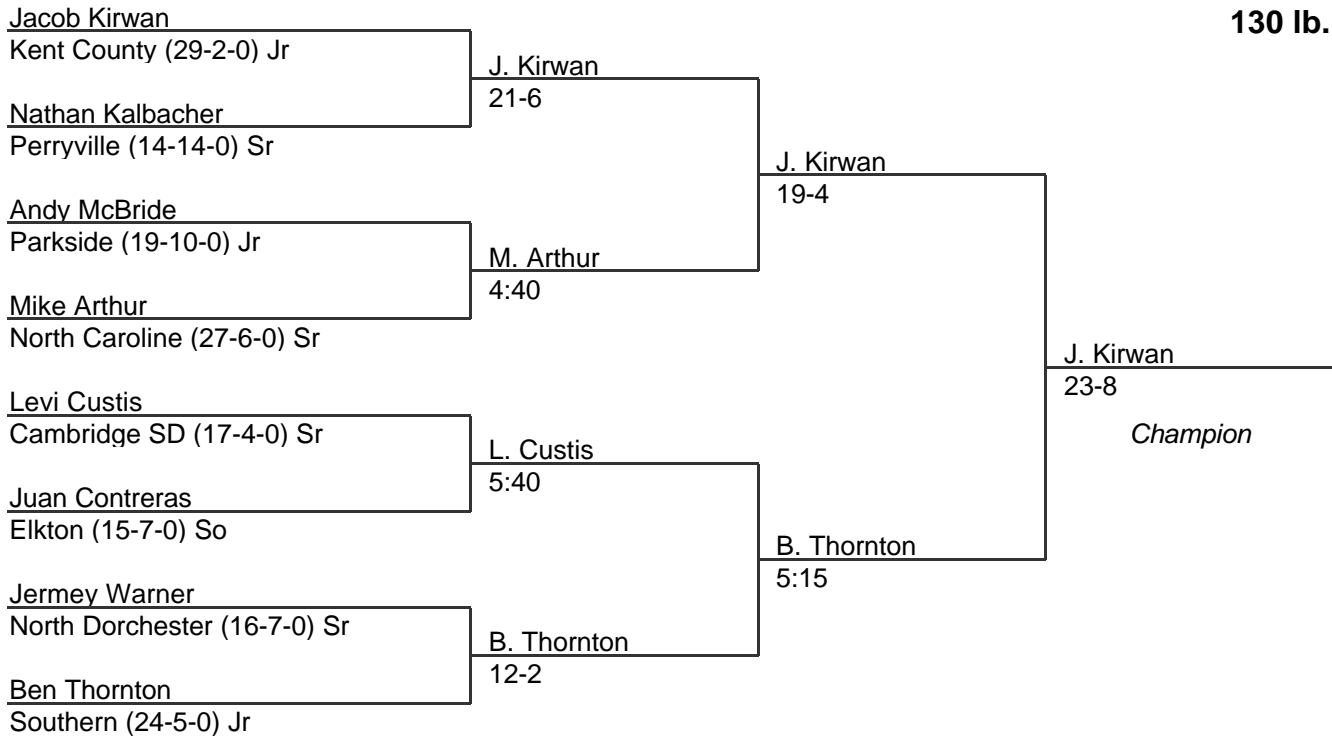 130 lb.
Jacob Kirwan
Kent County (29-2-0) Jr
J. Kirwan
21-6
Nathan Kalbacher
Perryville (14-14-0) Sr
J. Kirwan
19-4
Andy McBride
Parkside (19-10-0) Jr
M. Arthur
4:40
Mike Arthur
North Caroline (27-6-0) Sr
J. Kirwan
23-8
Champion
Levi Custis
Cambridge SD (17-4-0) Sr
L. Custis
5:40
Juan Contreras
Elkton (15-7-0) So
B. Thornton
5:15
Jermey Warner
North Dorchester (16-7-0) Sr
B. Thornton
12-2
Ben Thornton
Southern (24-5-0) Jr